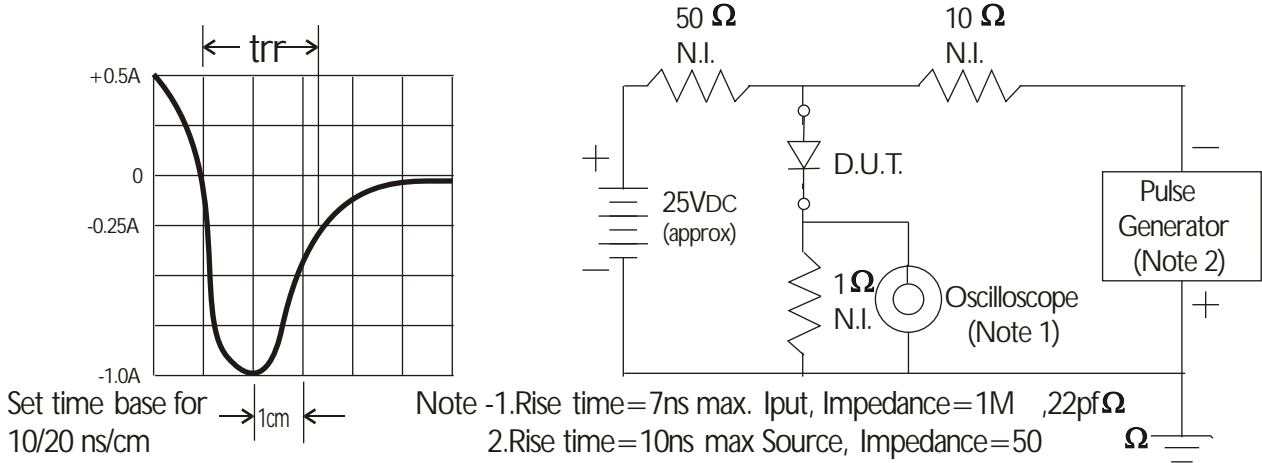 trr
+0.5A
0
-0.25A
-1.0A
1cm
Set time base for
10/20 ns/cm
50 Ω
N.I.
10 Ω
N.I.
+
25VDC
(approx)
−
D.U.T.
1Ω
N.I.
Oscilloscope
(Note 1)
−
Pulse
Generator
(Note 2)
+
Note -1.Rise time=7ns max. Iput, Impedance=1M ,22pfΩ
2.Rise time=10ns max Source, Impedance=50 Ω